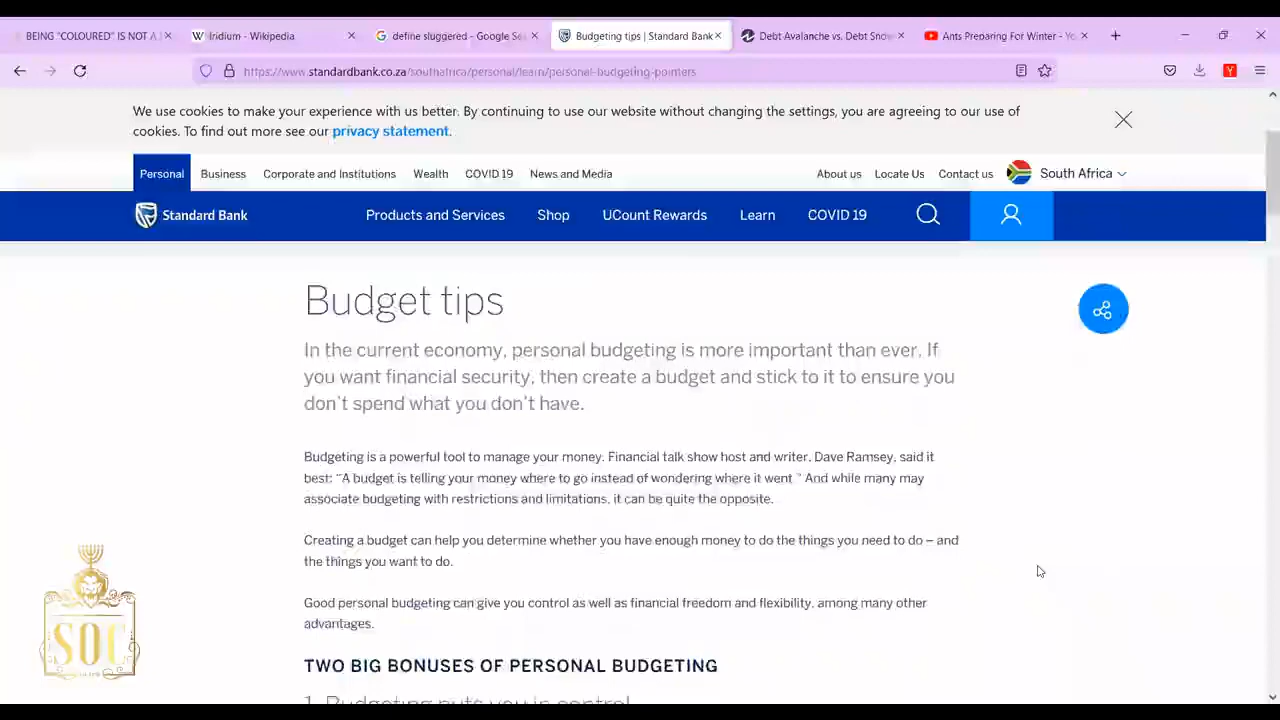 BEING "COLOURED" IS NOT A
Iridium - Wikipedia
define sluggered - Google Se
Budgeting tips | Standard Bank
Debt Avalanche vs. Debt Snow
Ants Preparing For Winter - Yo
https://www.standardbank.co.za/southafrica/personal/learn/personal-budgeting-pointers
We use cookies to make your experience with us better. By continuing to use our website without changing the settings, you are agreeing to our use of
cookies. To find out more see our privacy statement.
Personal Business Corporate and Institutions Wealth COVID 19 News and Media About us Locate Us Contact us South Africa
Standard Bank Products and Services Shop UCount Rewards Learn COVID 19
Budget tips
In the current economy, personal budgeting is more important than ever. If
you want financial security, then create a budget and stick to it to ensure you
don't spend what you don't have.
Budgeting is a powerful tool to manage your money. Financial talk show host and writer, Dave Ramsey, said it
best: "A budget is telling your money where to go instead of wondering where it went." And while many may
associate budgeting with restrictions and limitations, it can be quite the opposite.
Creating a budget can help you determine whether you have enough money to do the things you need to do – and
the things you want to do.
Good personal budgeting can give you control as well as financial freedom and flexibility, among many other
advantages.
TWO BIG BONUSES OF PERSONAL BUDGETING
1. Budgeting puts you in control
SOC